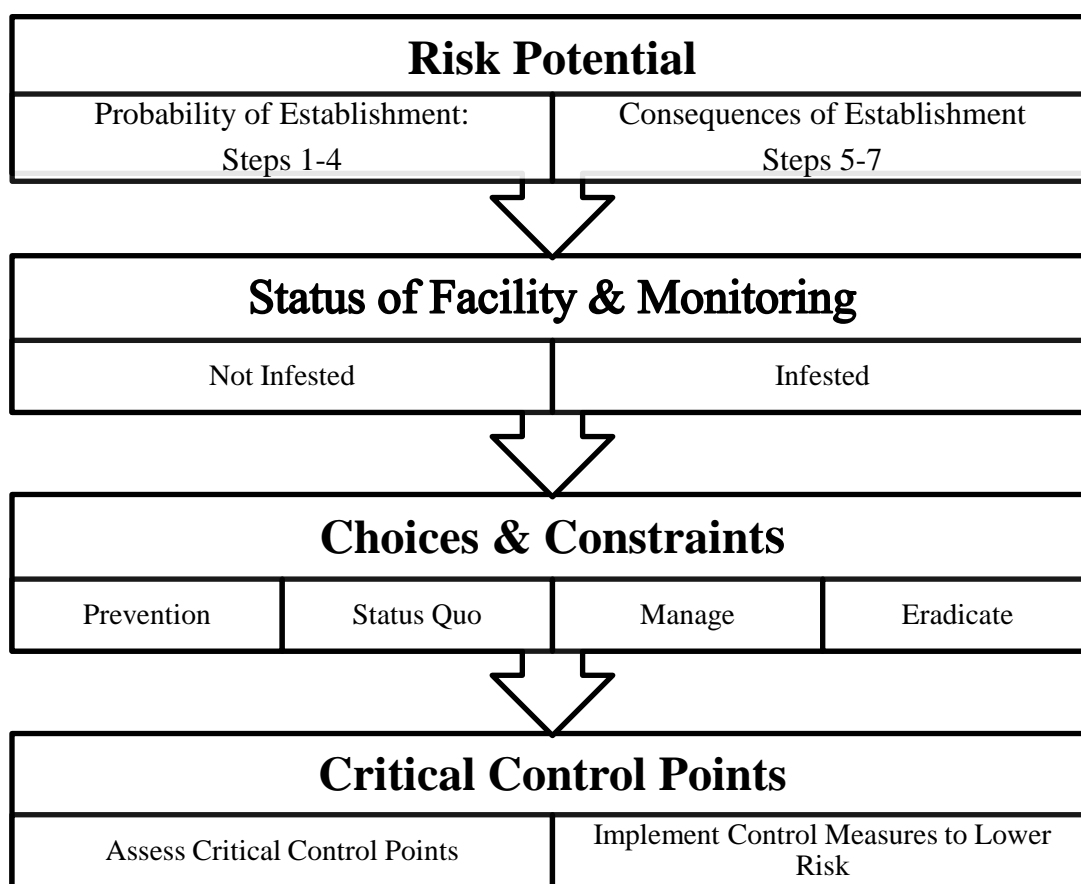 Risk Potential
Probability of Establishment:
Steps 1-4
Consequences of Establishment
Steps 5-7
Status of Facility & Monitoring
Not Infested
Infested
Choices & Constraints
Prevention
Status Quo
Manage
Eradicate
Critical Control Points
Assess Critical Control Points
Implement Control Measures to Lower
Risk